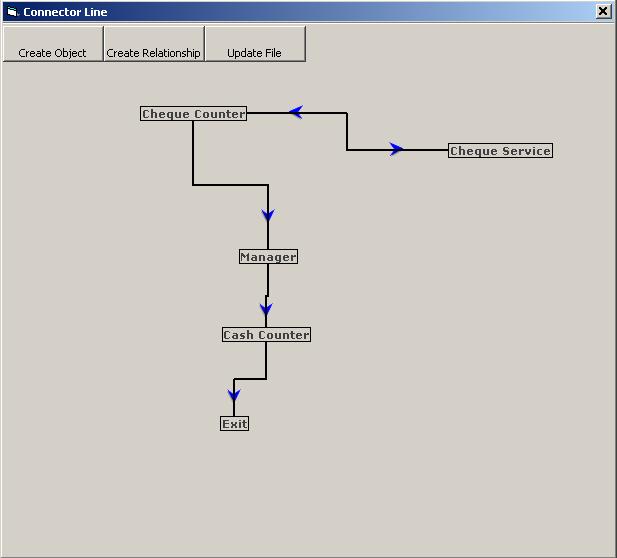 Connector Line
Create Object
Create Relationship
Update File
Cheque Counter
Cheque Service
Manager
Cash Counter
Exit